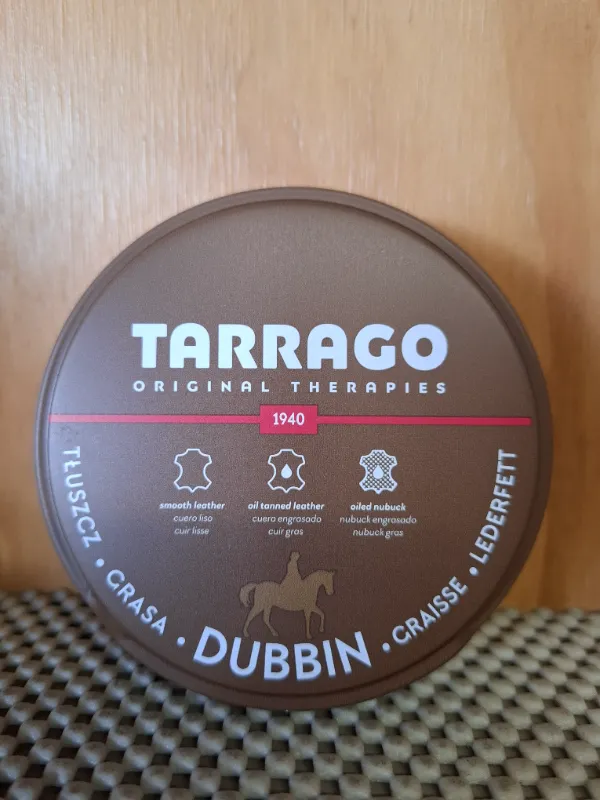 TARRAGO
ORIGINAL THERAPIES
1940
smooth leather
cuero liso
cuir lisse
oil tanned leather
cuero engrasado
cuir gras
oiled nubuck
nubuck engrasado
nubuck gras
TŁUSZCZ • GRASA • DUBBIN • GRAISSE • LEDERFETT